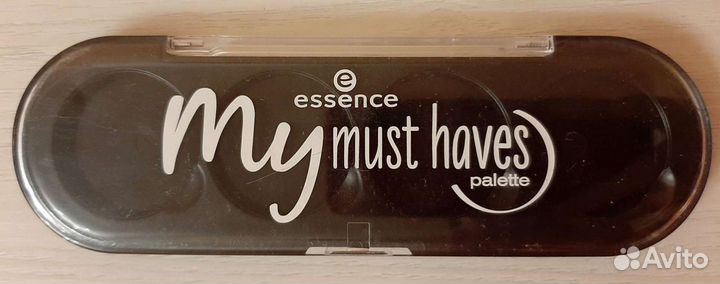 e
essence
my must haves
palette
Avito